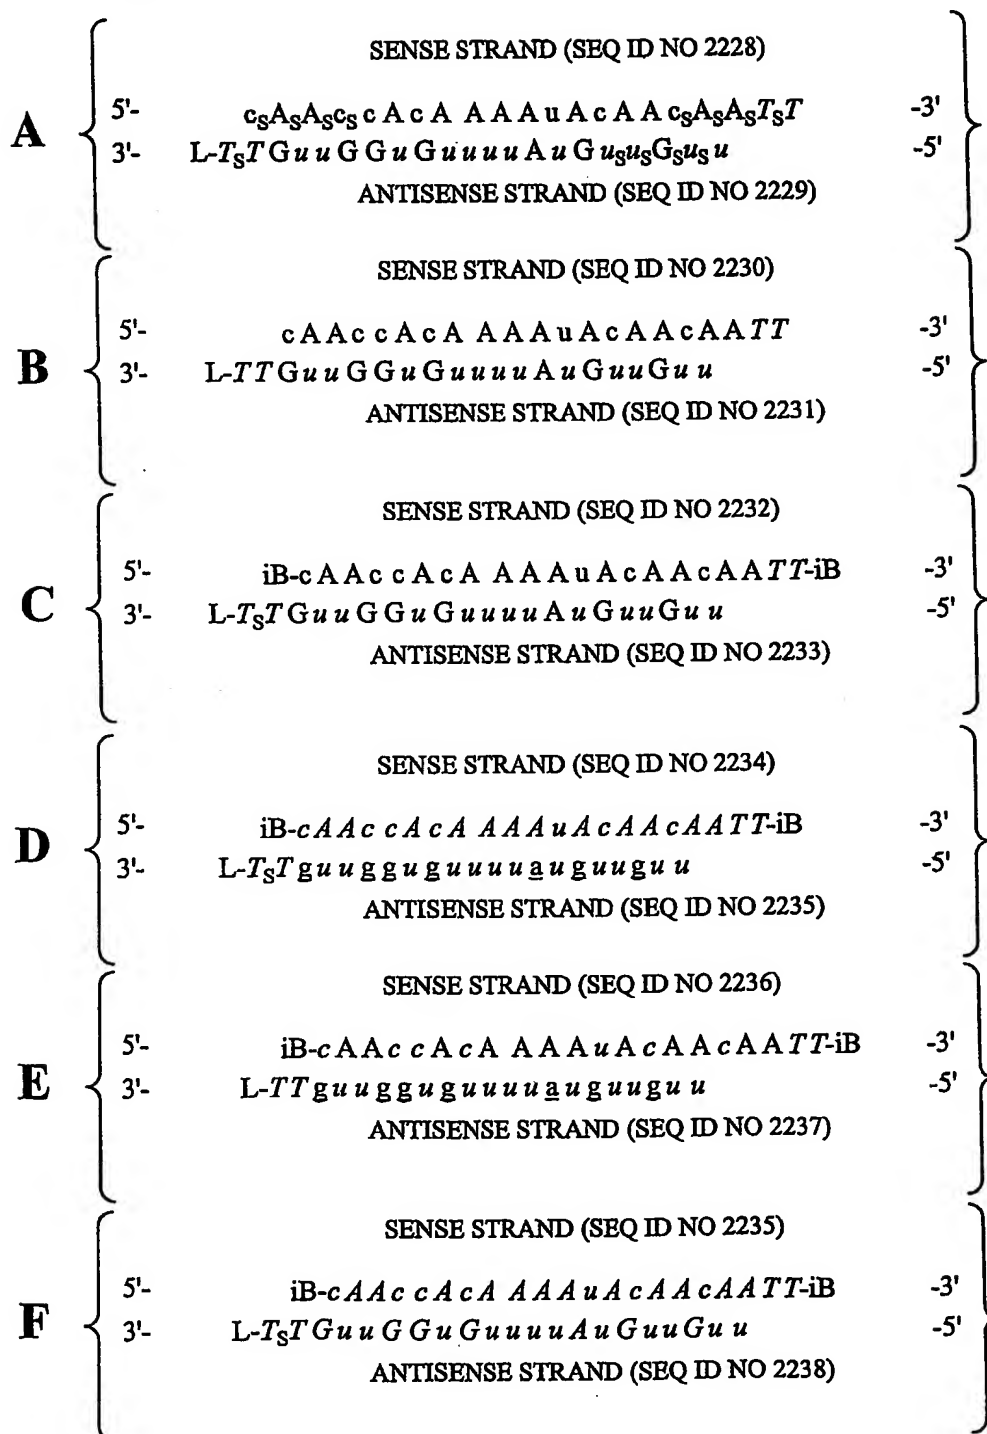 SENSE STRAND (SEQ ID NO 2228)
A
5'- cSASAScS c A c A A A A u A c A A cSASASTST -3'
3'- L-TST G u u G G u G u u u u A u G uSuSGSuS u -5'
ANTISENSE STRAND (SEQ ID NO 2229)
SENSE STRAND (SEQ ID NO 2230)
B
5'- c A A c c A c A A A A u A c A A c A A T T -3'
3'- L-T T G u u G G u G u u u u A u G u u G u u -5'
ANTISENSE STRAND (SEQ ID NO 2231)
SENSE STRAND (SEQ ID NO 2232)
C
5'- iB-c A A c c A c A A A A u A c A A c A A T T-iB -3'
3'- L-TST G u u G G u G u u u u A u G u u G u u -5'
ANTISENSE STRAND (SEQ ID NO 2233)
SENSE STRAND (SEQ ID NO 2234)
D
5'- iB-c A A c c A c A A A A u A c A A c A A T T-iB -3'
3'- L-TST g u u g g u g u u u u a u g u u g u u -5'
ANTISENSE STRAND (SEQ ID NO 2235)
SENSE STRAND (SEQ ID NO 2236)
E
5'- iB-c A A c c A c A A A A u A c A A c A A T T-iB -3'
3'- L-T T g u u g g u g u u u u a u g u u g u u -5'
ANTISENSE STRAND (SEQ ID NO 2237)
SENSE STRAND (SEQ ID NO 2235)
F
5'- iB-c A A c c A c A A A A u A c A A c A A T T-iB -3'
3'- L-TST G u u G G u G u u u u A u G u u G u u -5'
ANTISENSE STRAND (SEQ ID NO 2238)